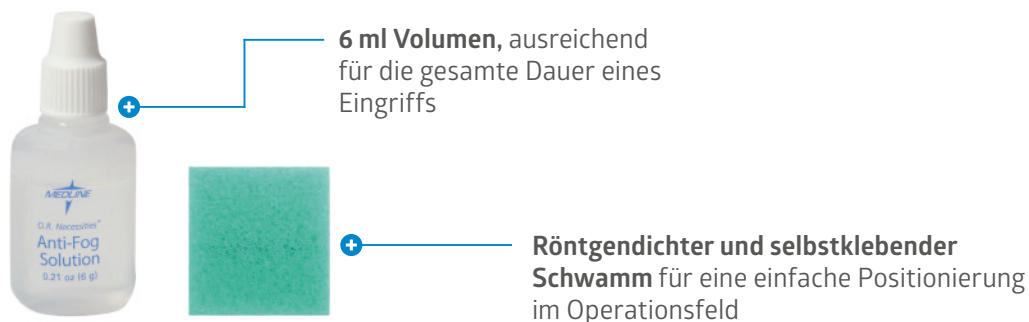 6 ml Volumen, ausreichend
für die gesamte Dauer eines
Eingriffs
MEDLINE
O.R. Necessities®
Anti-Fog
Solution
0.21 oz (6 g)
Röntgendichter und selbstklebender
Schwamm für eine einfache Positionierung
im Operationsfeld